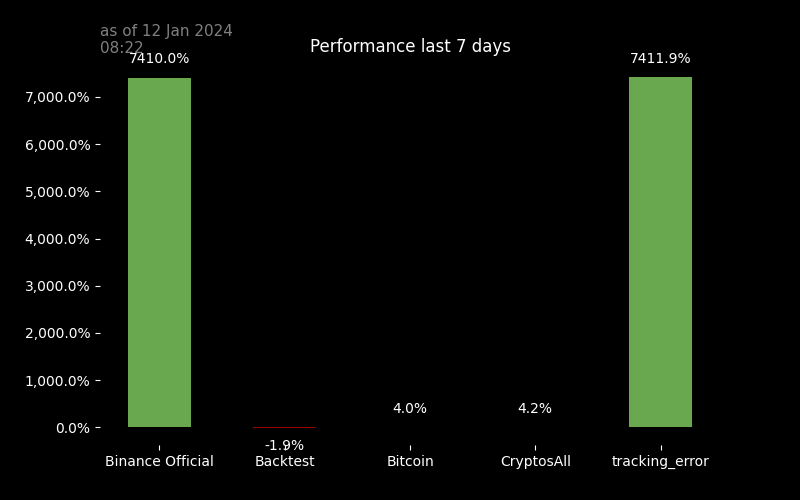 as of 12 Jan 2024
08:22
Performance last 7 days
7410.0%
7411.9%
7,000.0%
6,000.0%
5,000.0%
4,000.0%
3,000.0%
2,000.0%
1,000.0%
4.0%
4.2%
0.0%
-1.9%
Binance Official
Backtest
Bitcoin
CryptosAll
tracking_error